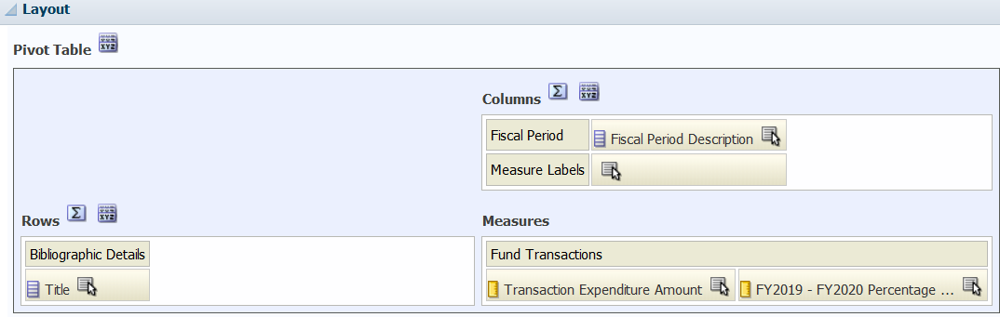 Layout
Pivot Table
Columns
Fiscal Period
Fiscal Period Description
Measure Labels
Rows
Measures
Bibliographic Details
Fund Transactions
Title
Transaction Expenditure Amount
FY2019 - FY2020 Percentage ...